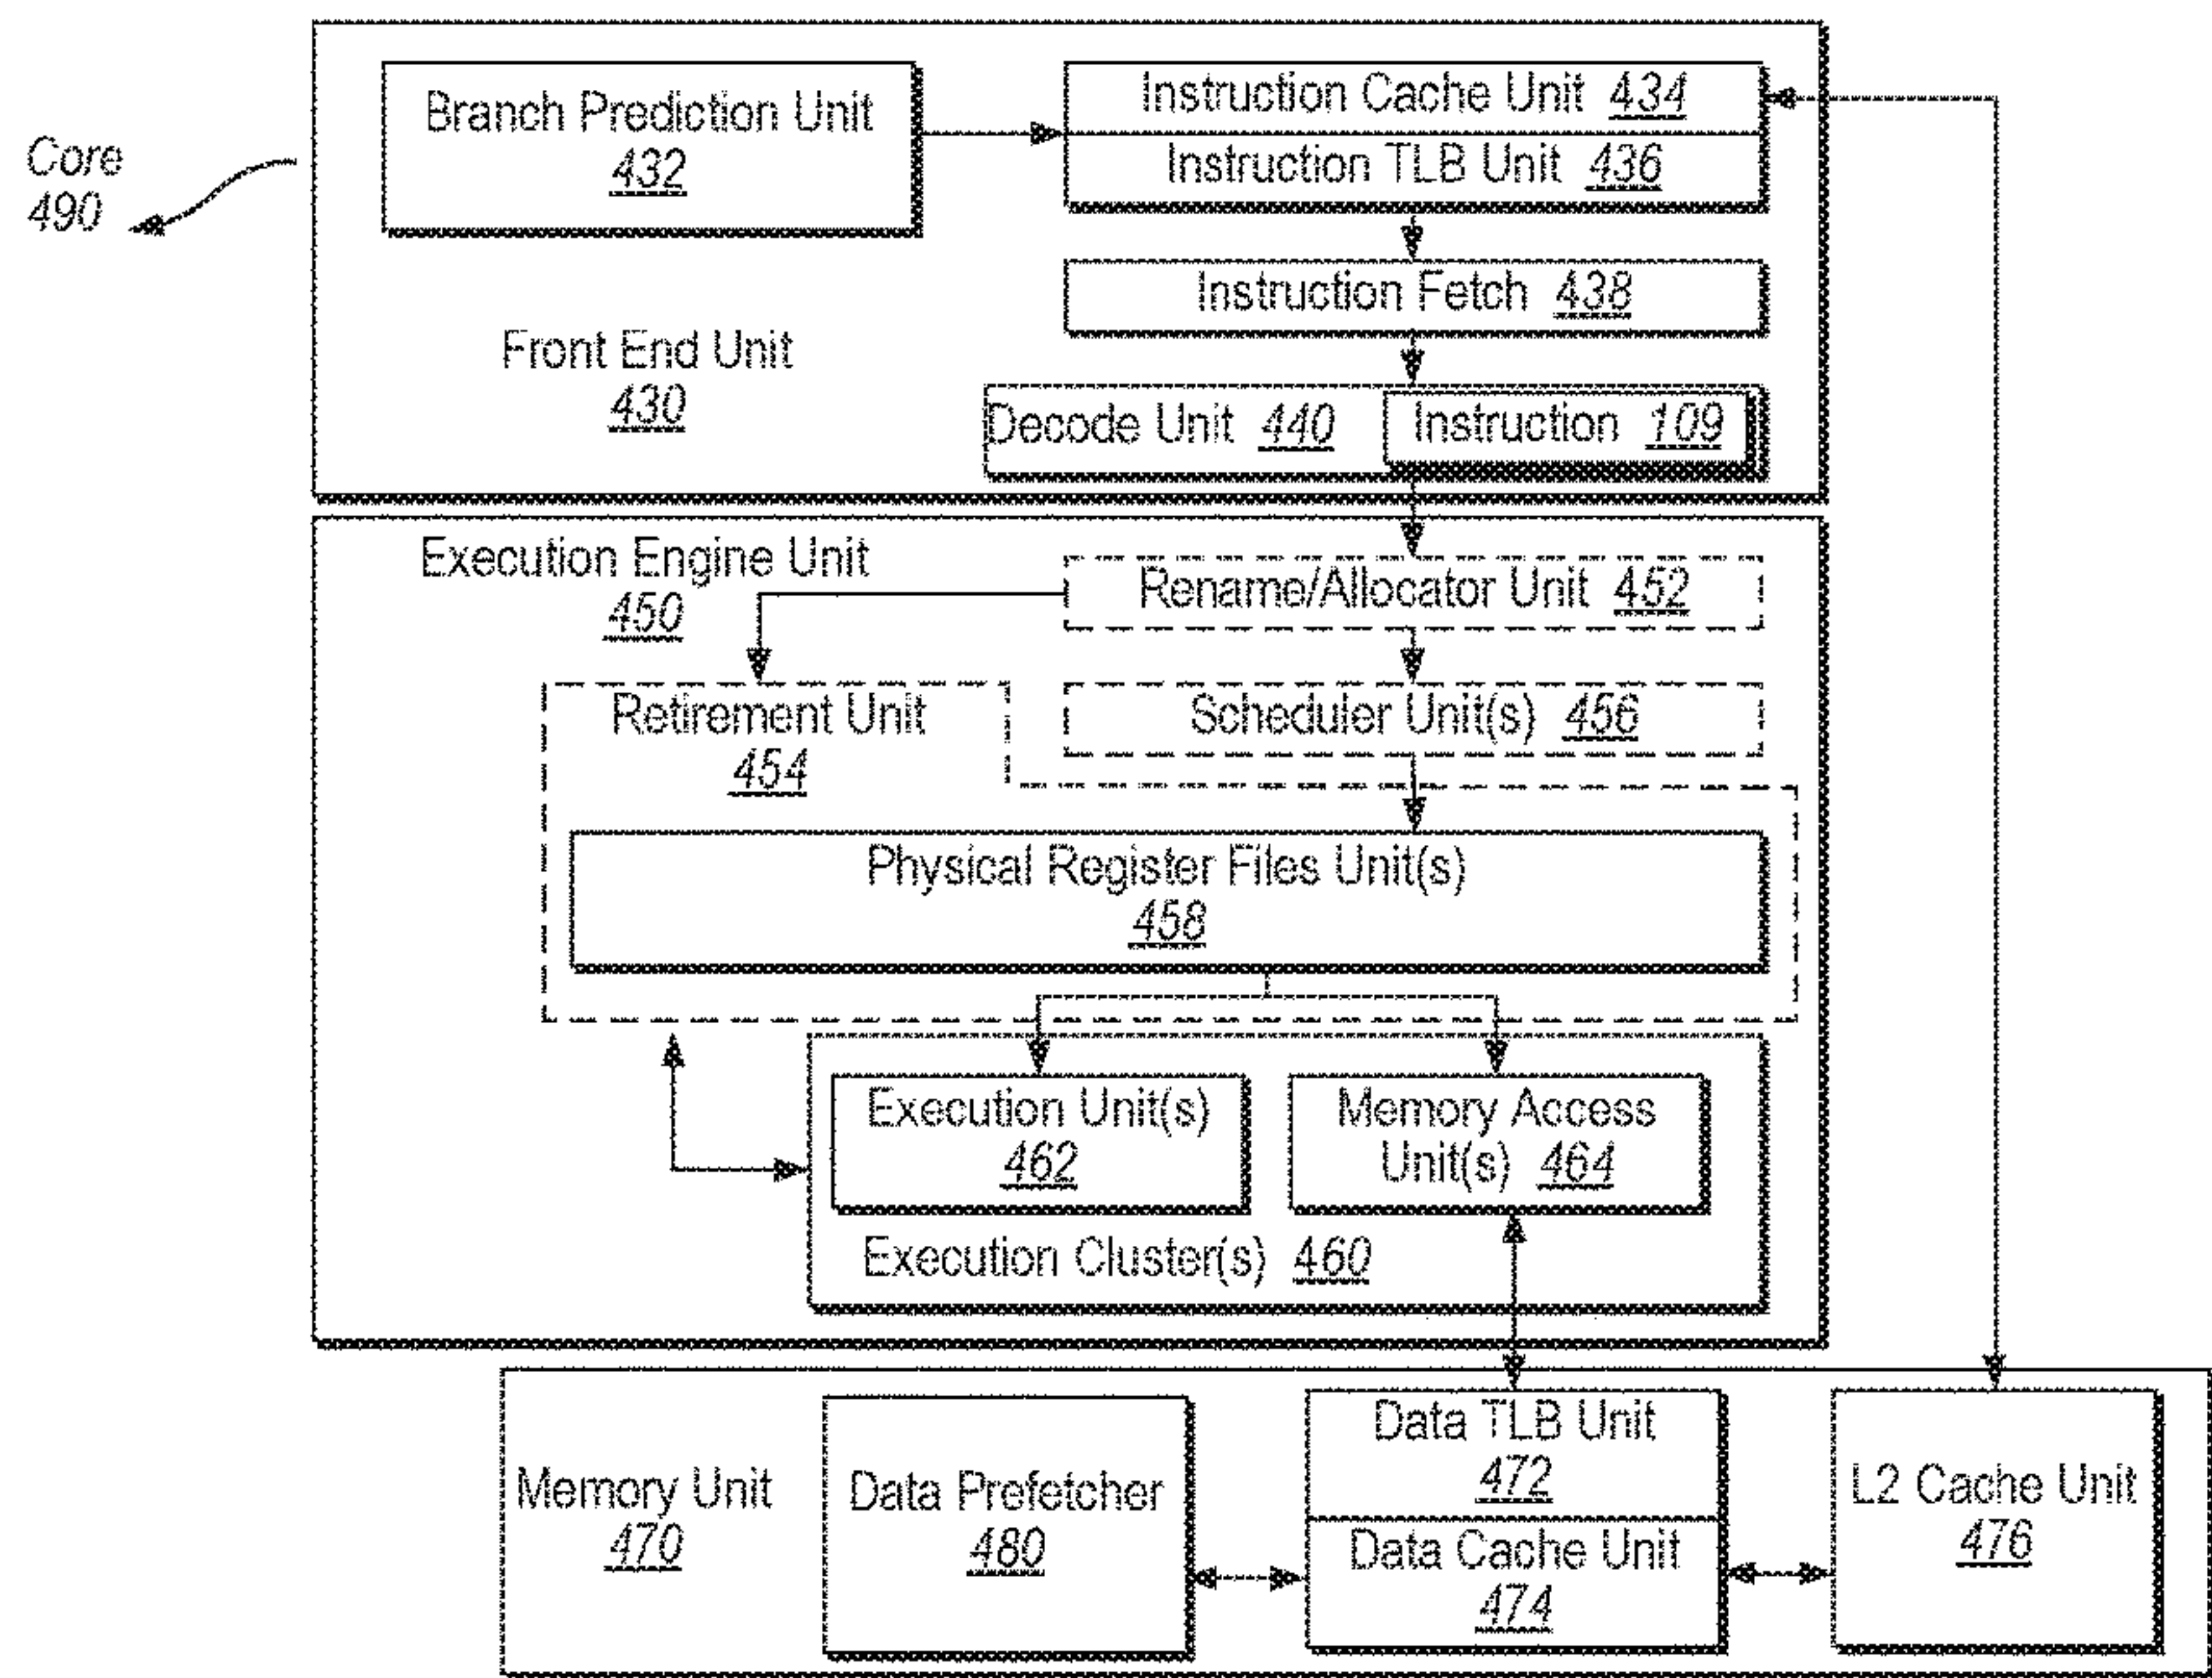 Core
490
Branch Prediction Unit
432
Instruction Cache Unit 434
Instruction TLB Unit 436
Instruction Fetch 438
Front End Unit
430
Decode Unit 440
Instruction 109
Execution Engine Unit
450
Rename/Allocator Unit 452
Retirement Unit
454
Scheduler Unit(s) 456
Physical Register Files Unit(s)
458
Execution Unit(s)
462
Memory Access
Unit(s) 464
Execution Cluster(s) 460
Memory Unit
470
Data Prefetcher
480
Data TLB Unit
472
Data Cache Unit
474
L2 Cache Unit
476